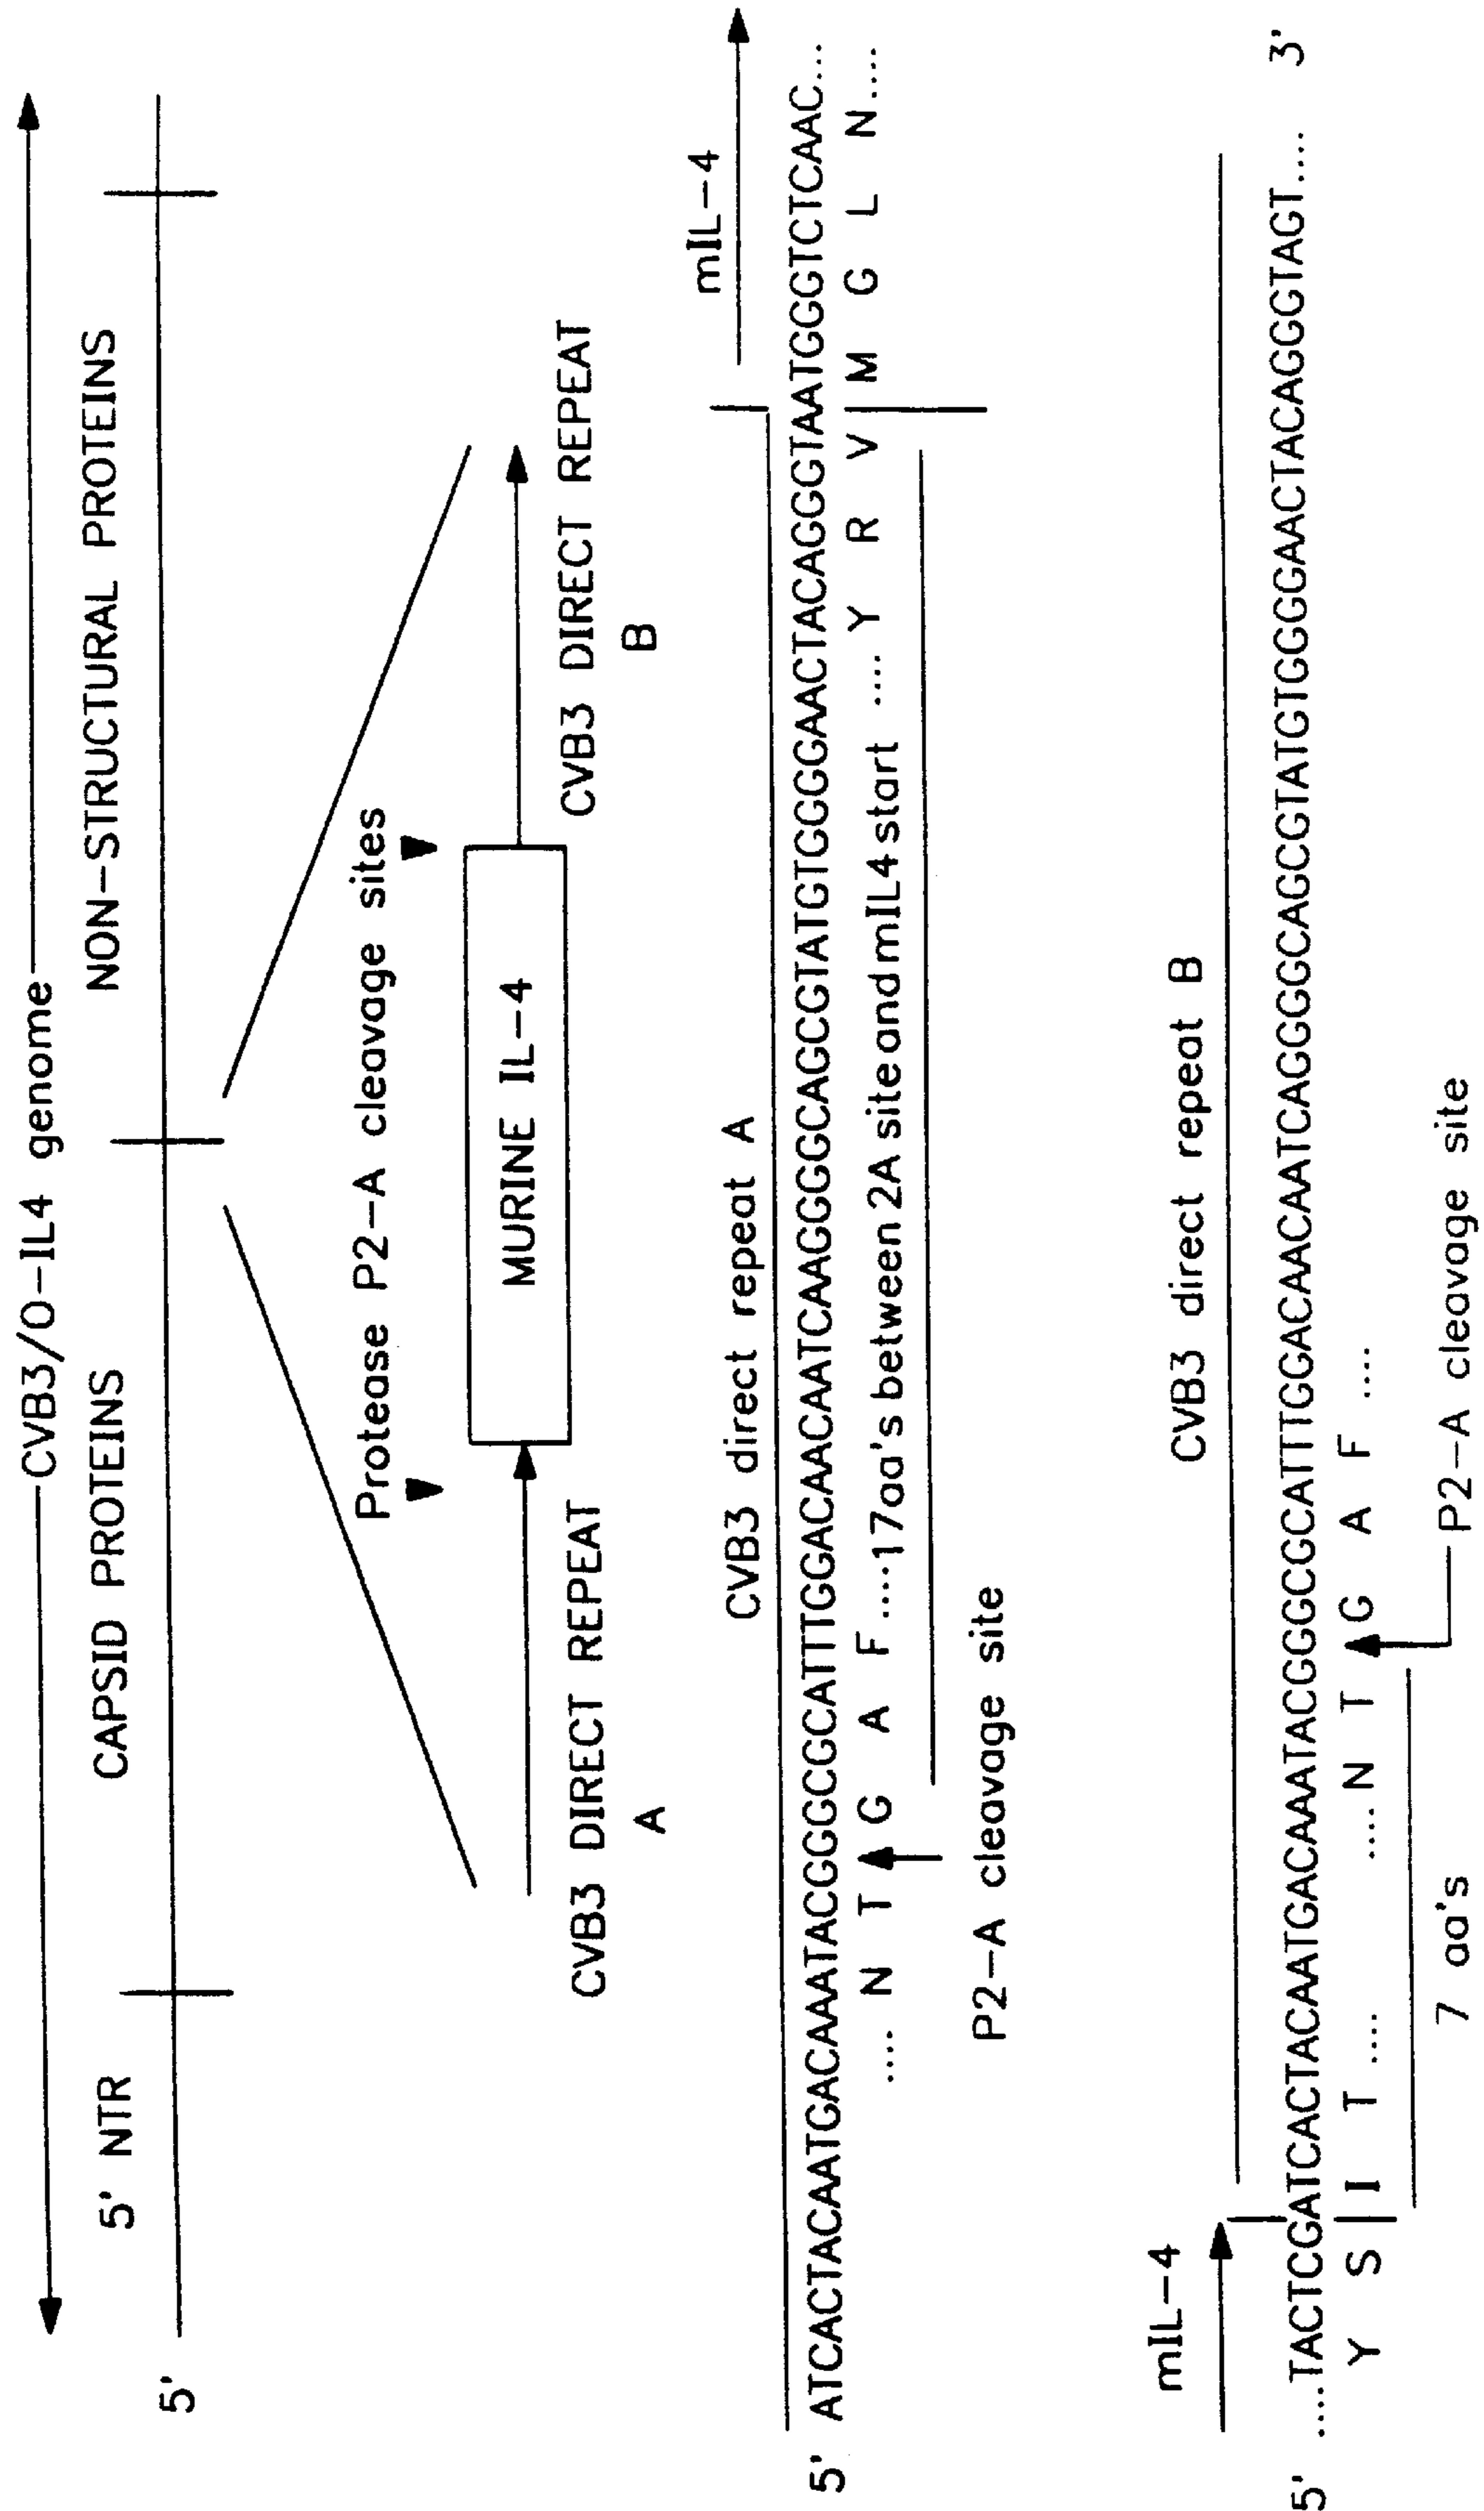 CVB3/0-IL4 genome
5' NTR CAPSID PROTEINS NON-STRUCTURAL PROTEINS
5'
Protease P2-A cleavage sites
MURINE IL-4
CVB3 DIRECT REPEAT CVB3 DIRECT REPEAT
A B
CVB3 direct repeat A mIL-4
5' ATCACTACAATGACAAATACGGGCGCATTTGGACAACAATCAAGGGCAGCGTATGTGGGGAACTACAGGGTAATGGGTCTCAAC...
.... N T G A F....17aa's between 2A site and mIL4 start .... Y R V M G L N....
P2-A cleavage site
mIL-4 CVB3 direct repeat B
5' ....TACTCGATCACTACAATGACAAATACGGGCGCATTTGGACAACAATCAGGGGCAGCGTATGTGGGGAACTACAGGGTAGT.... 3'
Y S I T.... ....N T G A F ....
7 aa's P2-A cleavage site